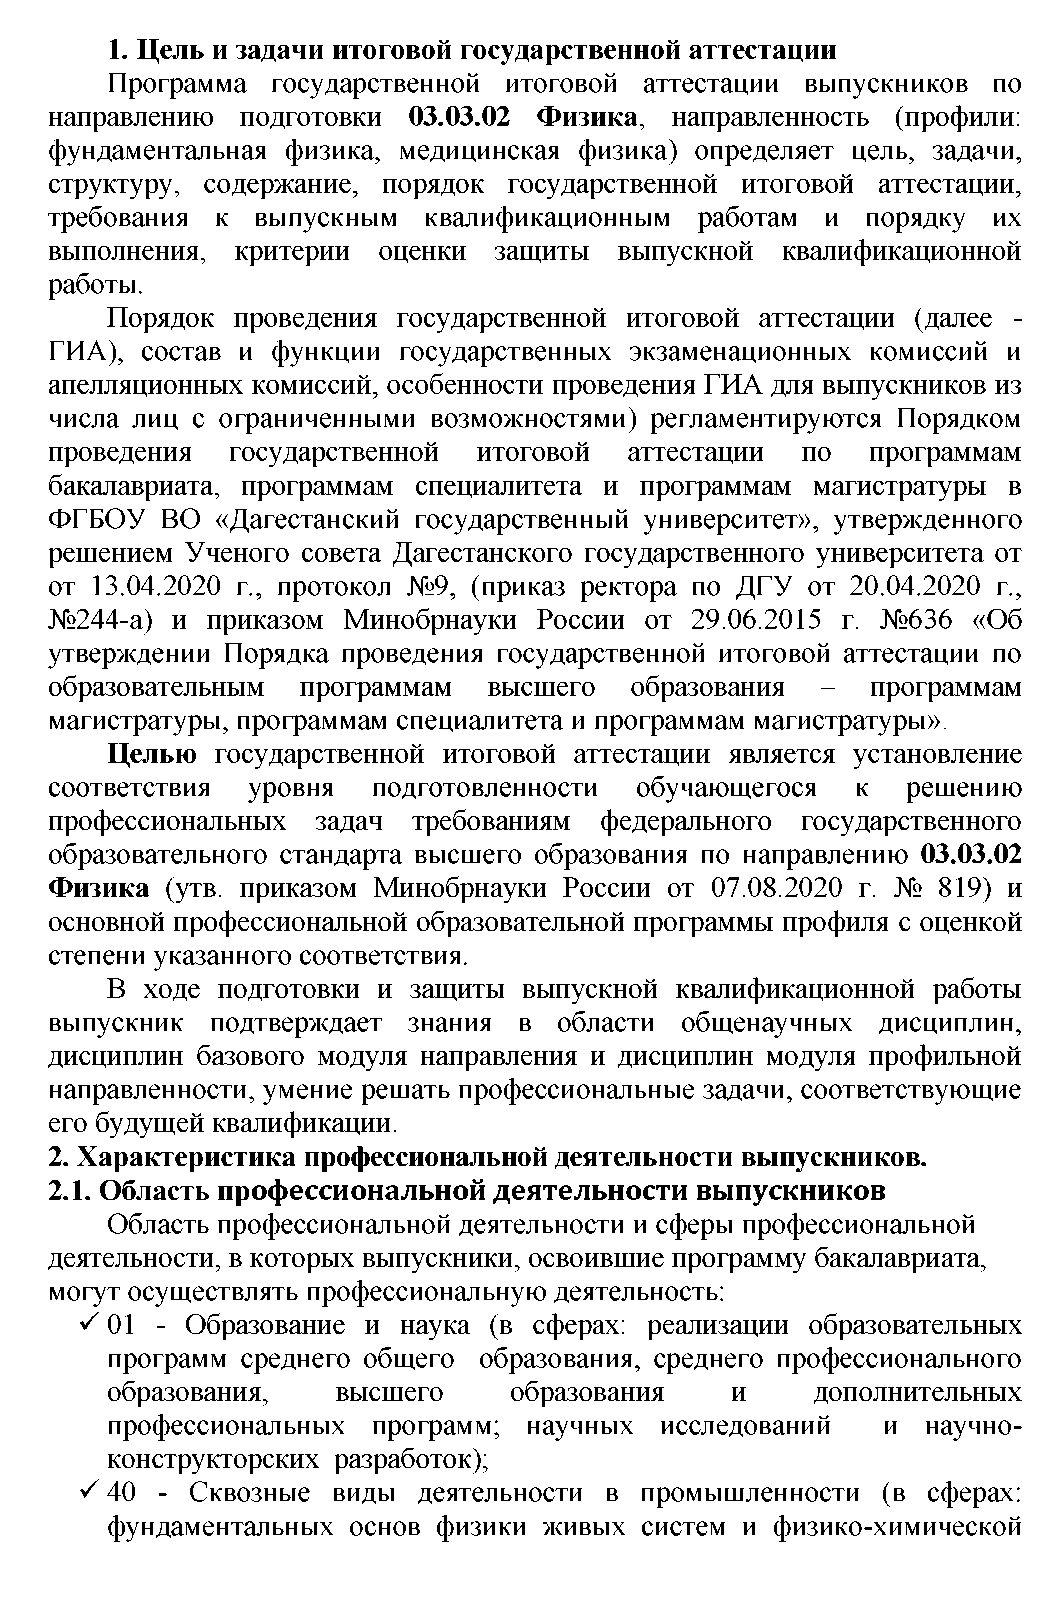 1. Цель и задачи итоговой государственной аттестации
Программа государственной итоговой аттестации выпускников по
направлению подготовки 03.03.02 Физика, направленность (профили:
фундаментальная физика, медицинская физика) определяет цель, задачи,
структуру, содержание, порядок государственной итоговой аттестации,
требования к выпускным квалификационным работам и порядку их
выполнения, критерии оценки защиты выпускной квалификационной
работы.
Порядок проведения государственной итоговой аттестации (далее -
ГИА), состав и функции государственных экзаменационных комиссий и
апелляционных комиссий, особенности проведения ГИА для выпускников из
числа лиц с ограниченными возможностями) регламентируются Порядком
проведения государственной итоговой аттестации по программам
бакалавриата, программам специалитета и программам магистратуры в
ФГБОУ ВО «Дагестанский государственный университет», утвержденного
решением Ученого совета Дагестанского государственного университета от
от 13.04.2020 г., протокол №9, (приказ ректора по ДГУ от 20.04.2020 г.,
№244-а) и приказом Минобрнауки России от 29.06.2015 г. №636 «Об
утверждении Порядка проведения государственной итоговой аттестации по
образовательным программам высшего образования – программам
магистратуры, программам специалитета и программам магистратуры».
Целью государственной итоговой аттестации является установление
соответствия уровня подготовленности обучающегося к решению
профессиональных задач требованиям федерального государственного
образовательного стандарта высшего образования по направлению 03.03.02
Физика (утв. приказом Минобрнауки России от 07.08.2020 г. № 819) и
основной профессиональной образовательной программы профиля с оценкой
степени указанного соответствия.
В ходе подготовки и защиты выпускной квалификационной работы
выпускник подтверждает знания в области общенаучных дисциплин,
дисциплин базового модуля направления и дисциплин модуля профильной
направленности, умение решать профессиональные задачи, соответствующие
его будущей квалификации.
2. Характеристика профессиональной деятельности выпускников.
2.1. Область профессиональной деятельности выпускников
Область профессиональной деятельности и сферы профессиональной
деятельности, в которых выпускники, освоившие программу бакалавриата,
могут осуществлять профессиональную деятельность:
✓ 01 - Образование и наука (в сферах: реализации образовательных
программ среднего общего образования, среднего профессионального
образования, высшего образования и дополнительных
профессиональных программ; научных исследований и научно-
конструкторских разработок);
✓ 40 - Сквозные виды деятельности в промышленности (в сферах:
фундаментальных основ физики живых систем и физико-химической